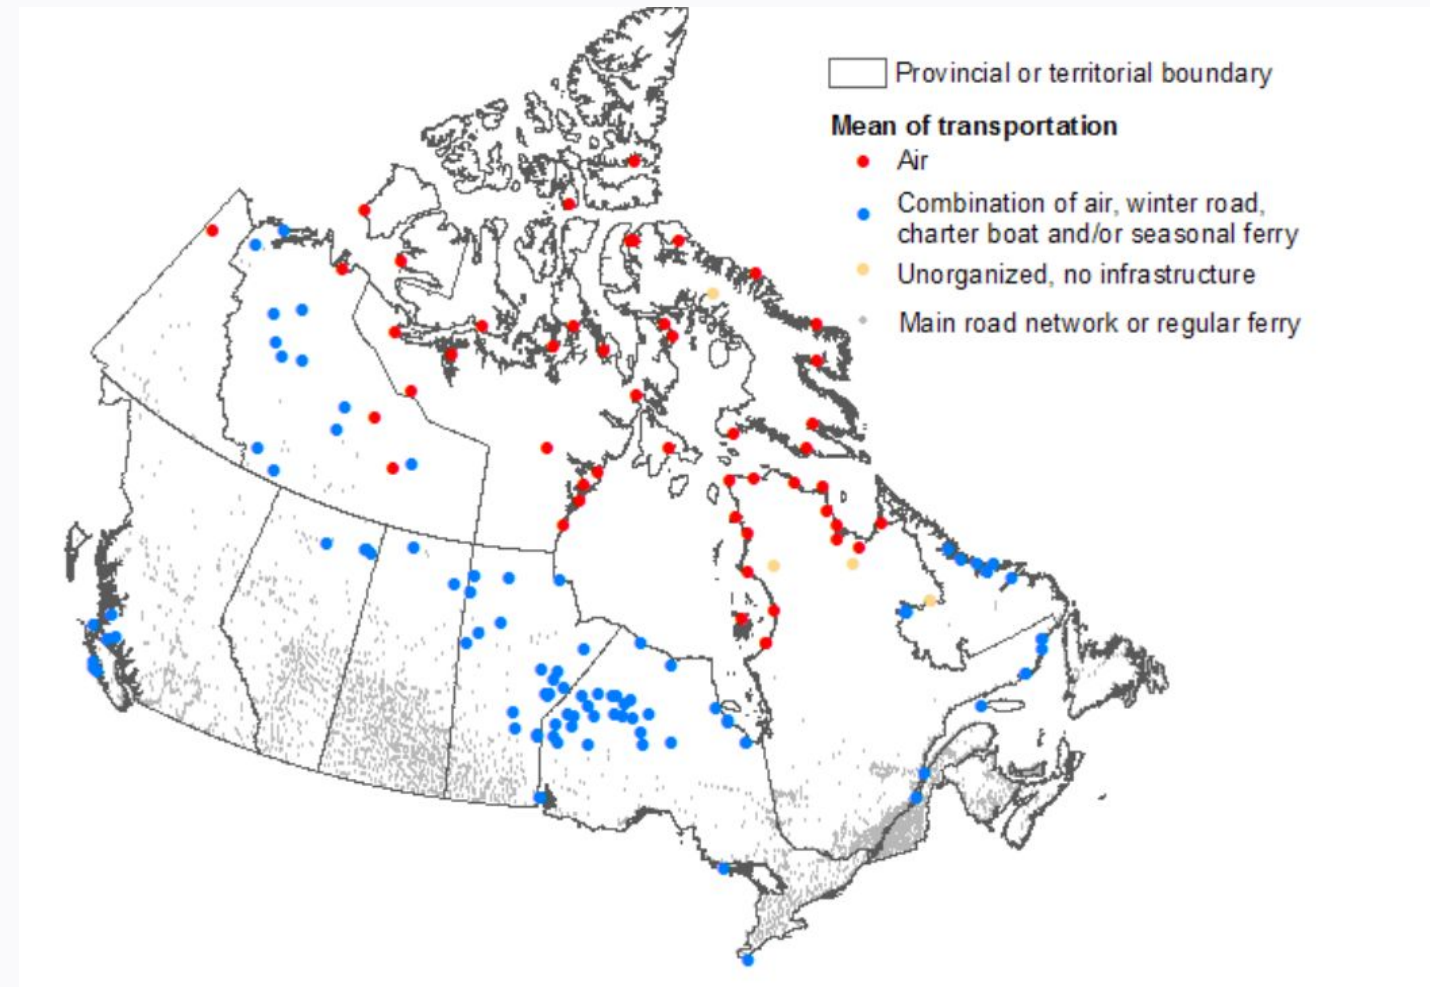 Provincial or territorial boundary
Mean of transportation
Air
Combination of air, winter road,
charter boat and/or seasonal ferry
Unorganized, no infrastructure
Main road network or regular ferry